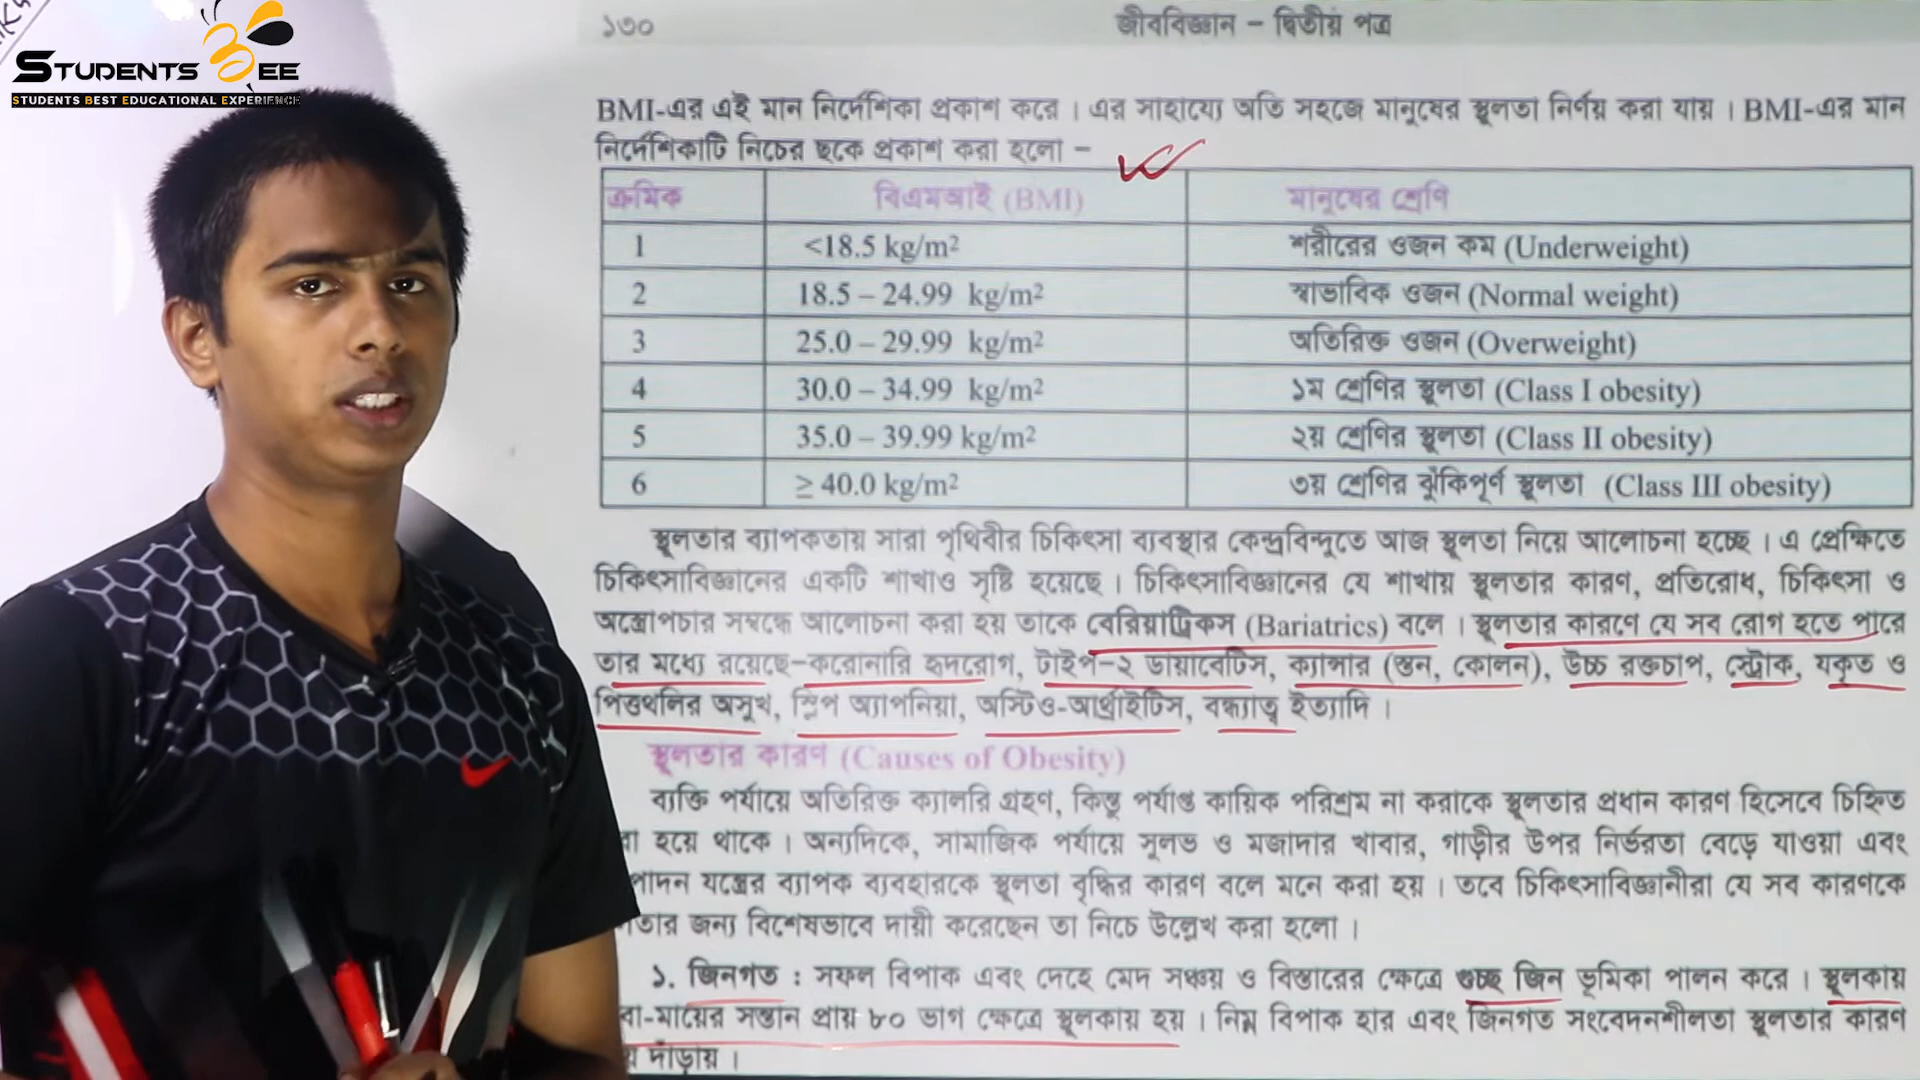 STUDENTS BEE
STUDENTS BEST EDUCATIONAL EXPERIENCE
১৩০ জীববিজ্ঞান – দ্বিতীয় পত্র
BMI-এর এই মান নির্দেশিকা প্রকাশ করে । এর সাহায্যে অতি সহজে মানুষের স্থূলতা নির্ণয় করা যায় । BMI-এর মান
নির্দেশিকাটি নিচের ছকে প্রকাশ করা হলো –
ক্রমিক বিএমআই (BMI) মানুষের শ্রেণি
1 <18.5 kg/m² শরীরের ওজন কম (Underweight)
2 18.5 – 24.99 kg/m² স্বাভাবিক ওজন (Normal weight)
3 25.0 – 29.99 kg/m² অতিরিক্ত ওজন (Overweight)
4 30.0 – 34.99 kg/m² ১ম শ্রেণির স্থূলতা (Class I obesity)
5 35.0 – 39.99 kg/m² ২য় শ্রেণির স্থূলতা (Class II obesity)
6 ≥ 40.0 kg/m² ৩য় শ্রেণির ঝুঁকিপূর্ণ স্থূলতা (Class III obesity)
স্থূলতার ব্যাপকতায় সারা পৃথিবীর চিকিৎসা ব্যবস্থার কেন্দ্রবিন্দুতে আজ স্থূলতা নিয়ে আলোচনা হচ্ছে । এ প্রেক্ষিতে
চিকিৎসাবিজ্ঞানের একটি শাখাও সৃষ্টি হয়েছে । চিকিৎসাবিজ্ঞানের যে শাখায় স্থূলতার কারণ, প্রতিরোধ, চিকিৎসা ও
অস্ত্রোপচার সম্বন্ধে আলোচনা করা হয় তাকে বেরিয়াট্রিকস (Bariatrics) বলে । স্থূলতার কারণে যে সব রোগ হতে পারে
তার মধ্যে রয়েছে–করোনারি হৃদরোগ, টাইপ–২ ডায়াবেটিস, ক্যান্সার (স্তন, কোলন), উচ্চ রক্তচাপ, স্ট্রোক, যকৃত ও
পিত্তথলির অসুখ, স্লিপ অ্যাপনিয়া, অস্টিও-আর্থ্রাইটিস, বন্ধ্যাত্ব ইত্যাদি ।
স্থূলতার কারণ (Causes of Obesity)
ব্যক্তি পর্যায়ে অতিরিক্ত ক্যালরি গ্রহণ, কিন্তু পর্যাপ্ত কায়িক পরিশ্রম না করাকে স্থূলতার প্রধান কারণ হিসেবে চিহ্নিত
া হয়ে থাকে । অন্যদিকে, সামাজিক পর্যায়ে সুলভ ও মজাদার খাবার, গাড়ীর উপর নির্ভরতা বেড়ে যাওয়া এবং
পাদন যন্ত্রের ব্যাপক ব্যবহারকে স্থূলতা বৃদ্ধির কারণ বলে মনে করা হয় । তবে চিকিৎসাবিজ্ঞানীরা যে সব কারণকে
তার জন্য বিশেষভাবে দায়ী করেছেন তা নিচে উল্লেখ করা হলো ।
১. জিনগত : সফল বিপাক এবং দেহে মেদ সঞ্চয় ও বিস্তারের ক্ষেত্রে গুচ্ছ জিন ভূমিকা পালন করে । স্থূলকায়
বা-মায়ের সন্তান প্রায় ৮০ ভাগ ক্ষেত্রে স্থূলকায় হয় । নিম্ন বিপাক হার এবং জিনগত সংবেদনশীলতা স্থূলতার কারণ
য় দাঁড়ায় ।